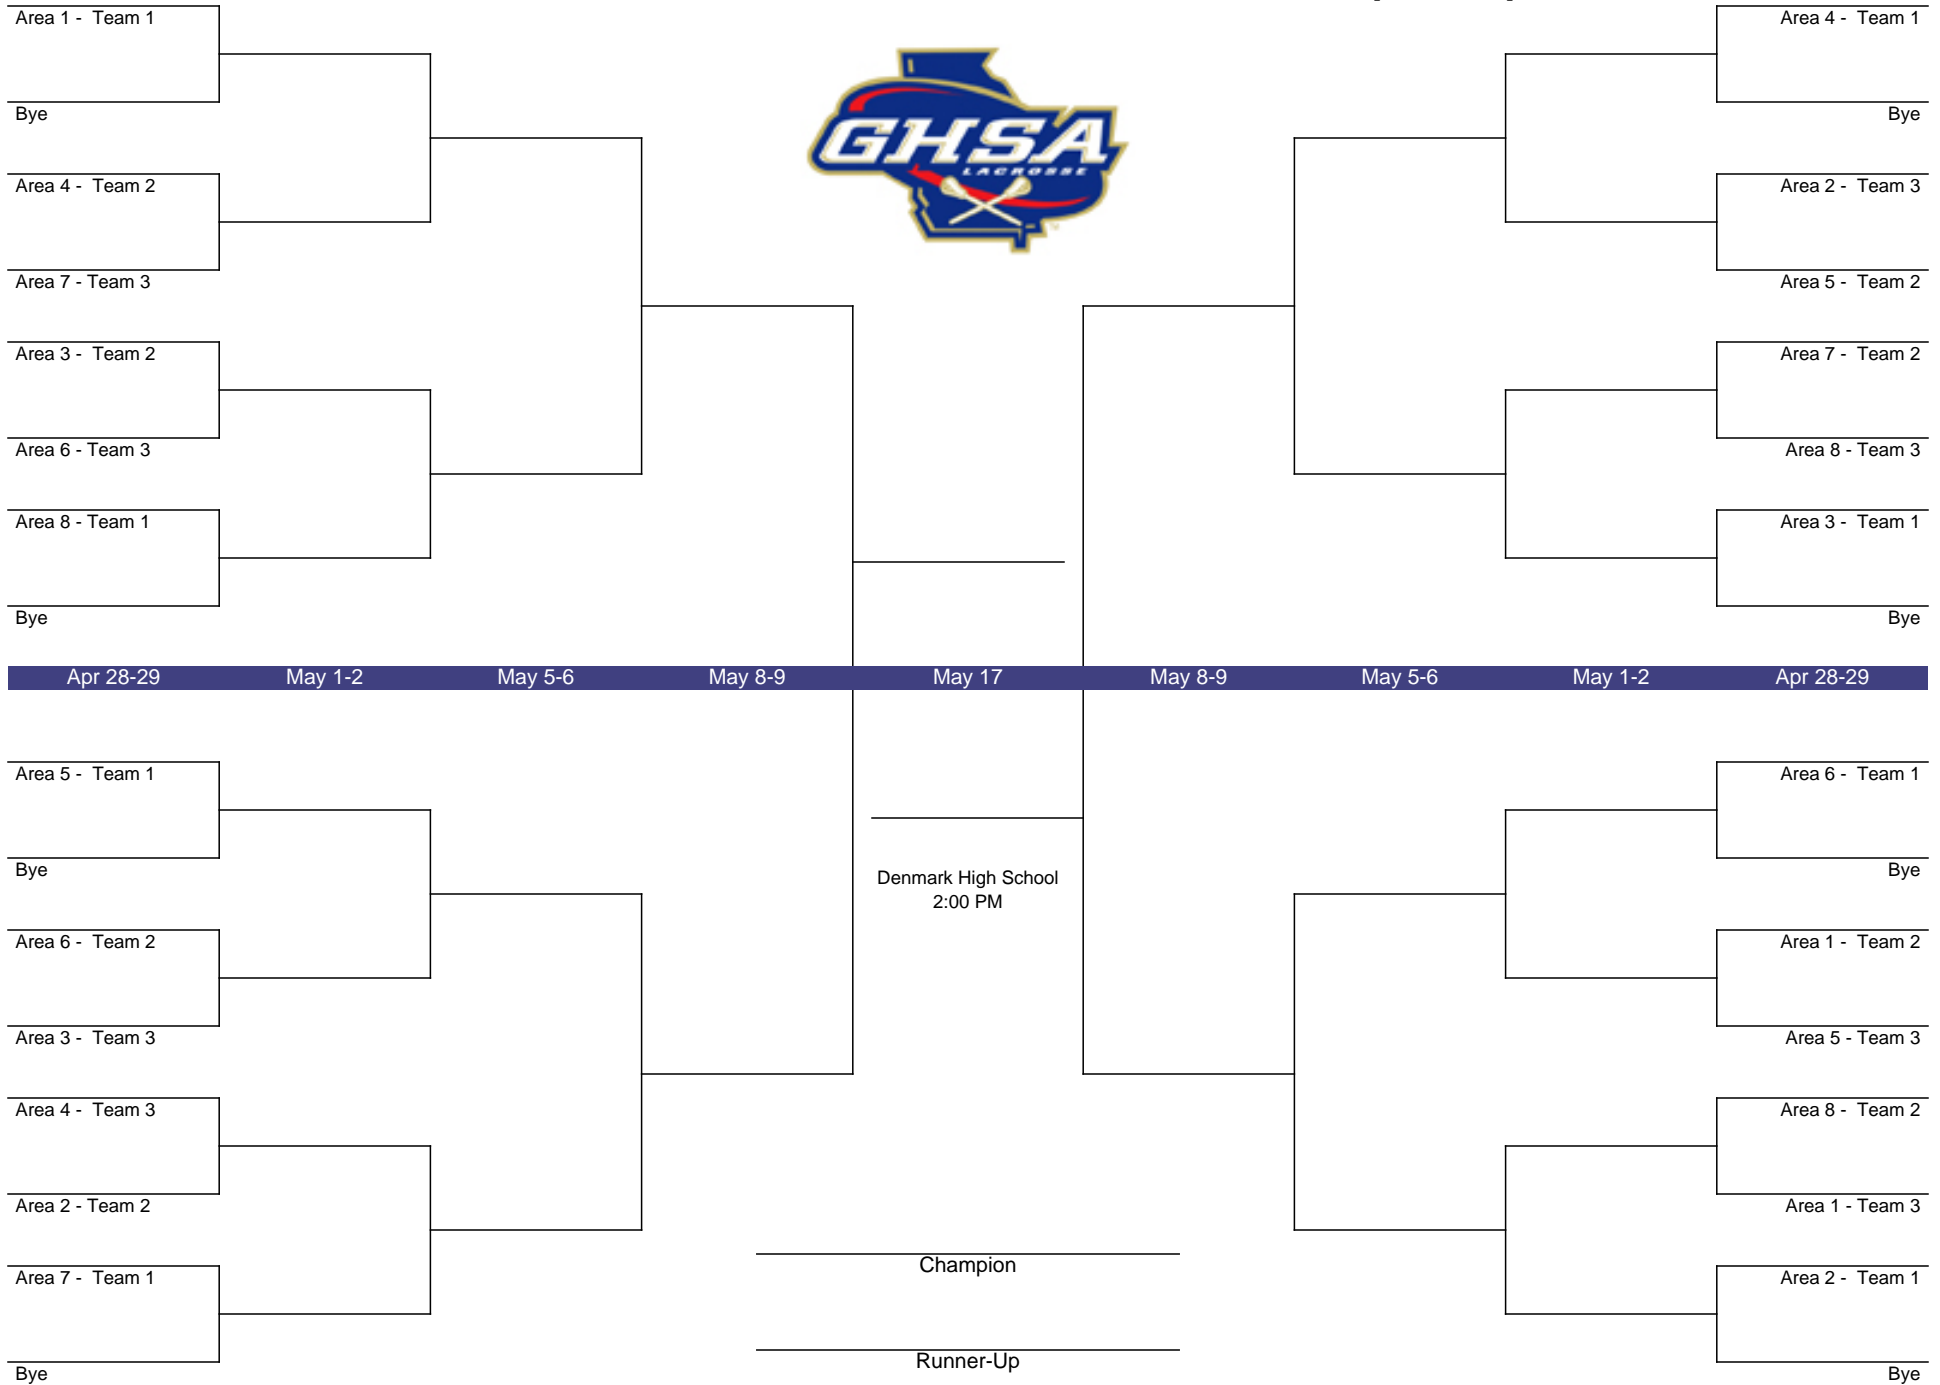 Area 1 -  Team 1
Area 4 -  Team 1
Bye
Bye
GHSA
LACROSSE
TM
Area 4 -  Team 2
Area 2 -  Team 3
Area 7 - Team 3
Area 5 - Team 2
Area 3 -  Team 2
Area 7 -  Team 2
Area 6 - Team 3
Area 8 - Team 3
Area 8 - Team 1
Area 3 -  Team 1
Bye
Bye
Apr 28-29 May 1-2 May 5-6 May 8-9 May 17 May 8-9 May 5-6 May 1-2 Apr 28-29
Area 5 -  Team 1
Area 6 -  Team 1
Bye
Bye
Denmark High School
2:00 PM
Area 6 -  Team 2
Area 1 -  Team 2
Area 3 -  Team 3
Area 5 - Team 3
Area 4 -  Team 3
Area 8 -  Team 2
Area 2 - Team 2
Area 1 - Team 3
Champion
Area 7 -  Team 1
Area 2 -  Team 1
Runner-Up
Bye
Bye